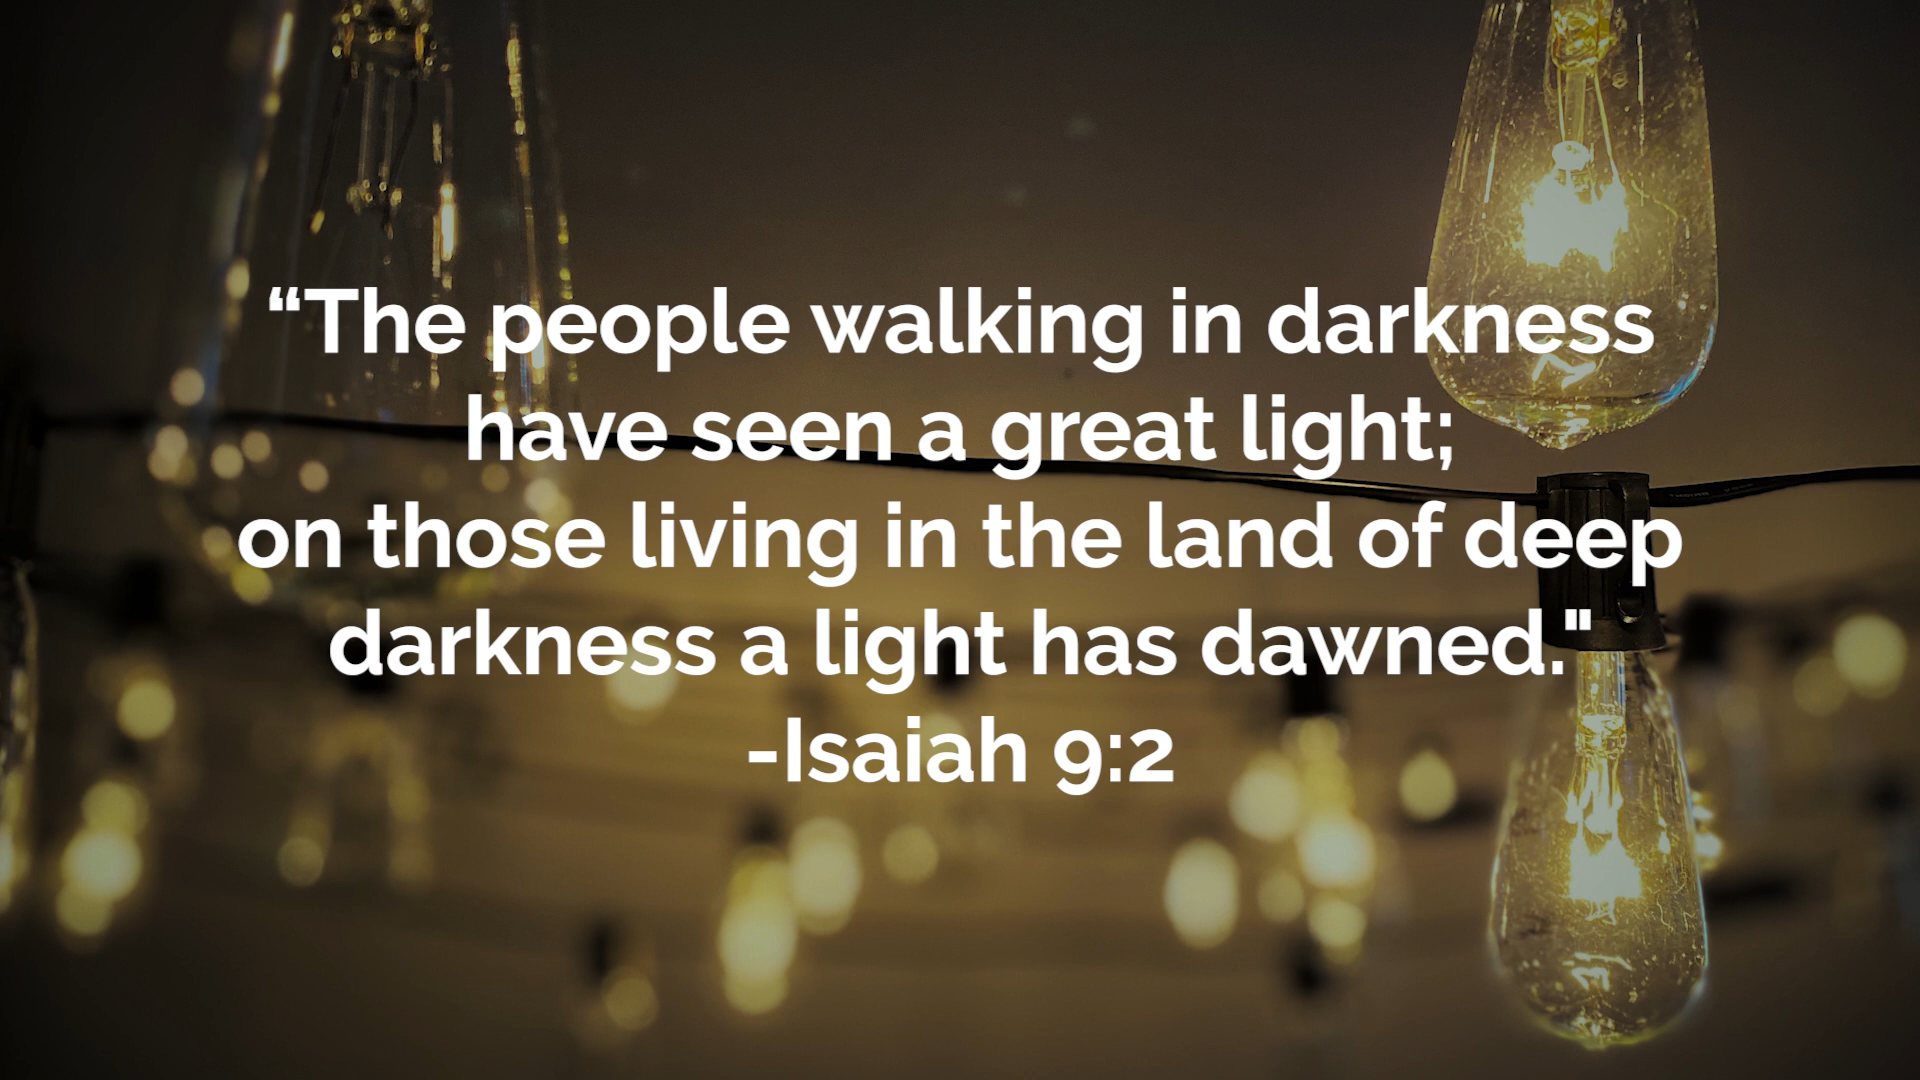 “The people walking in darkness
have seen a great light;
on those living in the land of deep
darkness a light has dawned."
-Isaiah 9:2